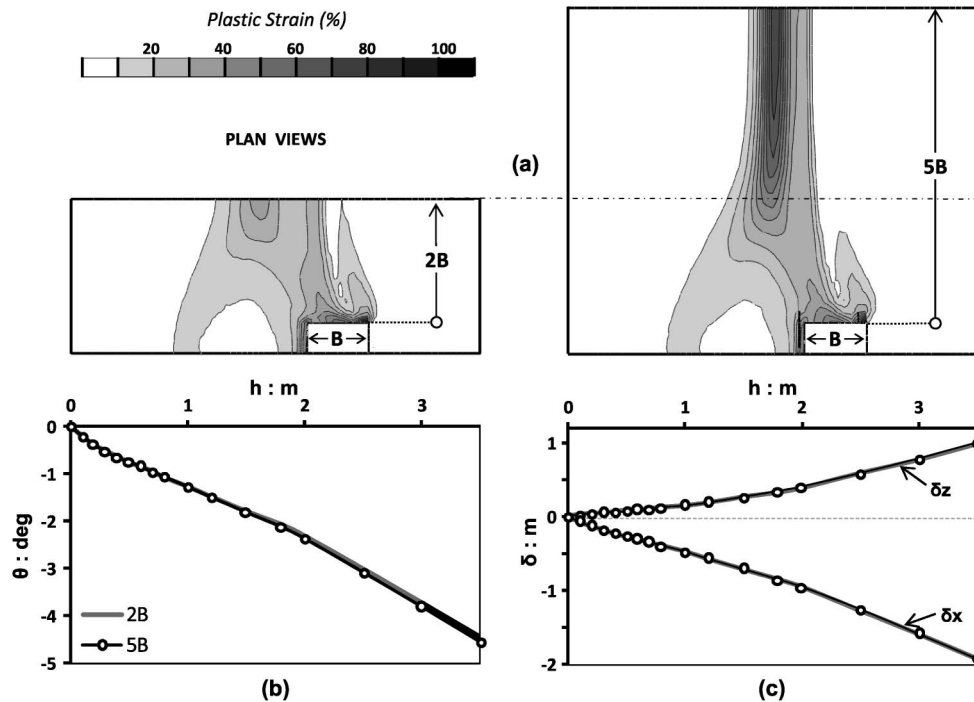 Plastic Strain (%)
20 40 60 80 100
PLAN VIEWS
(a)
2B
B
5B
B
h : m
0 1 2 3
0
-1
-2
-3
-4
-5
θ : deg
2B
5B
(b)
h : m
0 1 2 3
1
0
-1
-2
δ : m
δz
δx
(c)